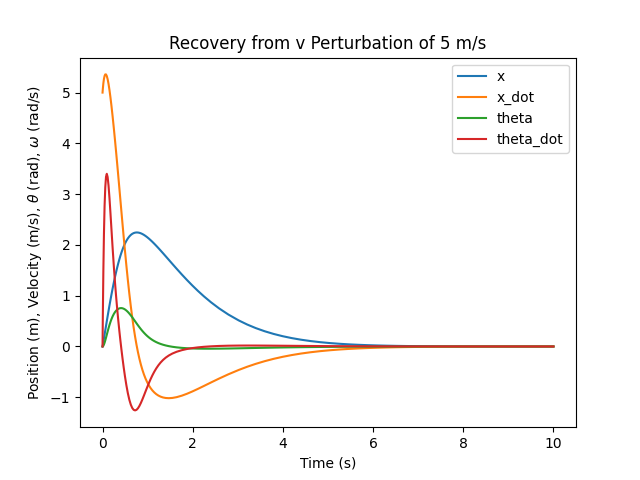 Recovery from v Perturbation of 5 m/s
Position (m), Velocity (m/s), θ (rad), ω (rad/s)
5
4
3
2
1
0
−1
x
x_dot
theta
theta_dot
0 2 4 6 8 10
Time (s)